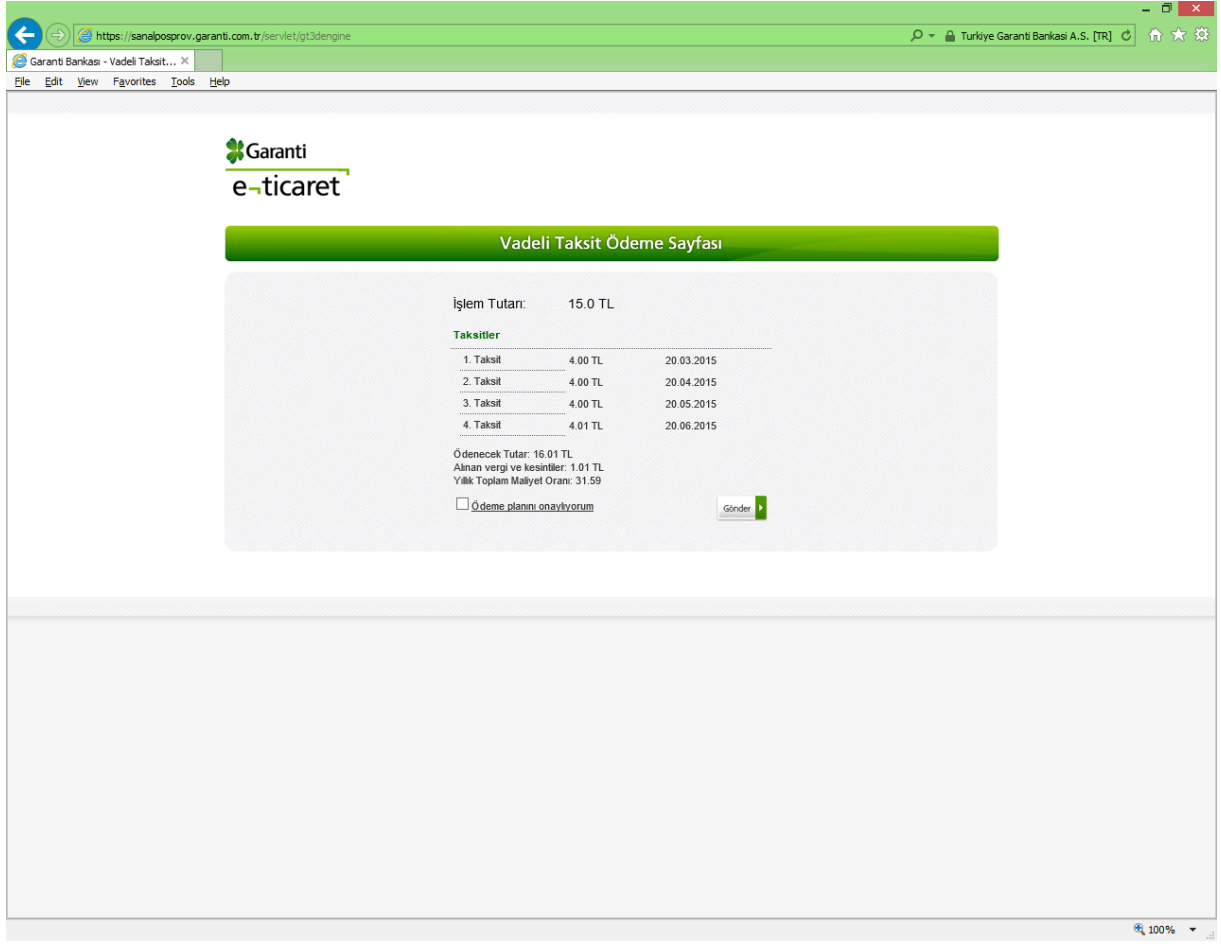 https://sanalposprov.garanti.com.tr/servlet/gt3dengine
Turkiye Garanti Bankasi A.S. [TR]
Garanti Bankası - Vadeli Taksit...
File Edit View Favorites Tools Help
Garanti
e-ticaret
Vadeli Taksit Ödeme Sayfası
İşlem Tutarı: 15.0 TL
Taksitler
1. Taksit 4.00 TL 20.03.2015
2. Taksit 4.00 TL 20.04.2015
3. Taksit 4.00 TL 20.05.2015
4. Taksit 4.01 TL 20.06.2015
Ödenecek Tutar: 16.01 TL
Alınan vergi ve kesintiler: 1.01 TL
Yıllık Toplam Maliyet Oranı: 31.59
Ödeme planını onaylıyorum
Gönder
100%